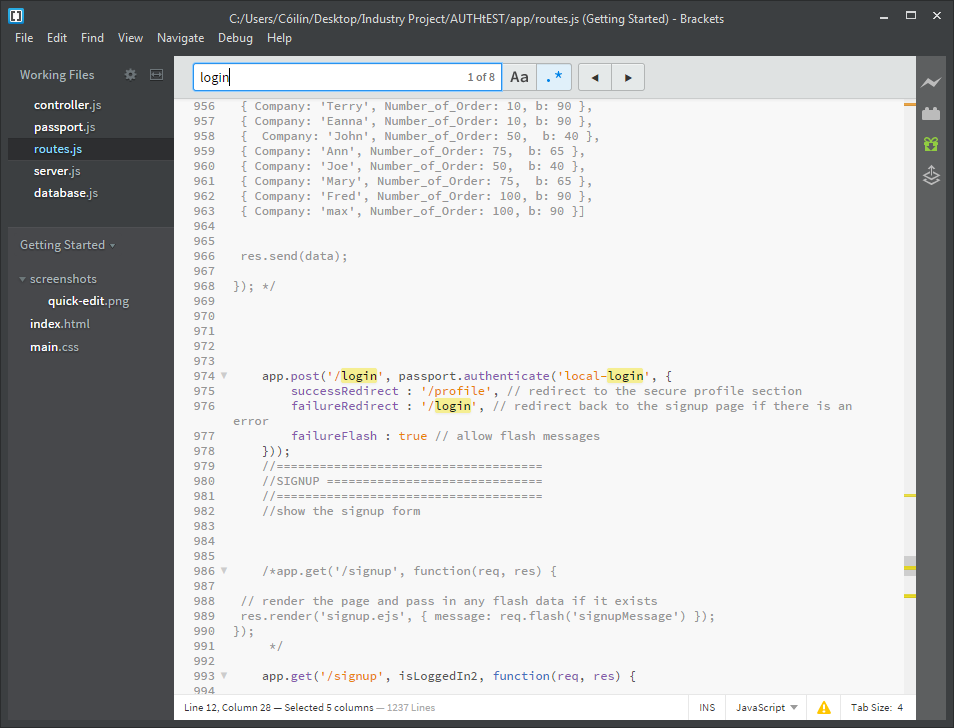 C:/Users/Cóilín/Desktop/Industry Project/AUTHtEST/app/routes.js (Getting Started) - Brackets
File Edit Find View Navigate Debug Help
Working Files
controller.js
passport.js
routes.js
server.js
database.js
Getting Started
screenshots
quick-edit.png
index.html
main.css
login 1 of 8 Aa .*
956 { Company: 'Terry', Number_of_Order: 10, b: 90 },
957 { Company: 'Eanna', Number_of_Order: 10, b: 90 },
958 {  Company: 'John', Number_of_Order: 50,  b: 40 },
959 { Company: 'Ann', Number_of_Order: 75,  b: 65 },
960 { Company: 'Joe', Number_of_Order: 50,  b: 40 },
961 { Company: 'Mary', Number_of_Order: 75,  b: 65 },
962 { Company: 'Fred', Number_of_Order: 100, b: 90 },
963 { Company: 'max', Number_of_Order: 100, b: 90 }]
964
965
966 res.send(data);
967
968 }); */
969
970
971
972
973
974 app.post('/login', passport.authenticate('local-login', {
975 successRedirect : '/profile', // redirect to the secure profile section
976 failureRedirect : '/login', // redirect back to the signup page if there is an
error
977 failureFlash : true // allow flash messages
978 }));
979 //=====================================
980 //SIGNUP ==============================
981 //=====================================
982 //show the signup form
983
984
985
986 /*app.get('/signup', function(req, res) {
987
988 // render the page and pass in any flash data if it exists
989 res.render('signup.ejs', { message: req.flash('signupMessage') });
990 });
991 */
992
993 app.get('/signup', isLoggedIn2, function(req, res) {
994
Line 12, Column 28 — Selected 5 columns — 1237 Lines INS JavaScript Tab Size: 4